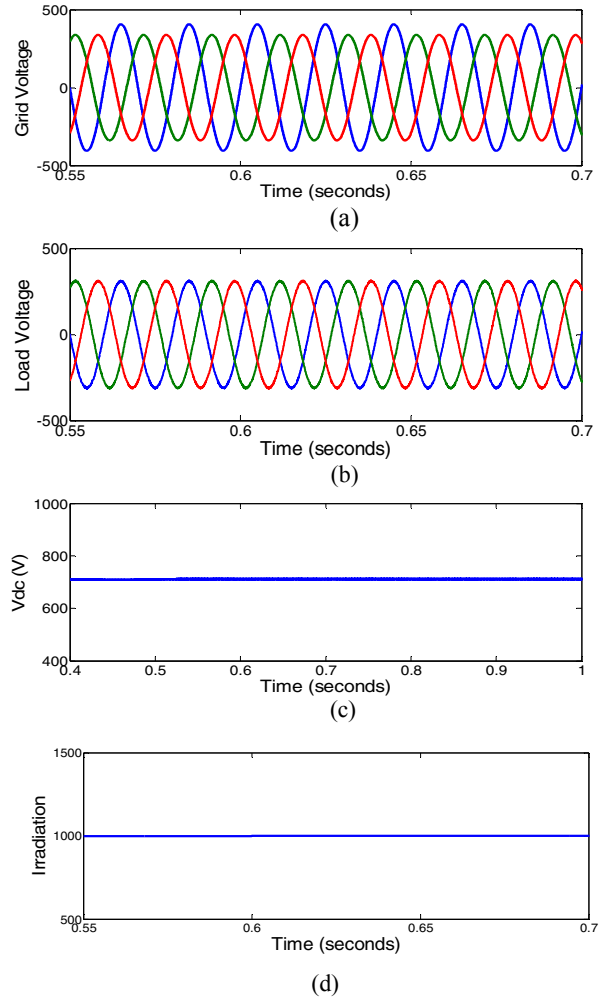 500
Grid Voltage
0
-500
0.55
0.6
0.65
0.7
Time (seconds)
(a)
500
Load Voltage
0
-500
0.55
0.6
0.65
0.7
Time (seconds)
(b)
1000
Vdc (V)
800
600
400
0.4
0.5
0.6
0.7
0.8
0.9
1
Time (seconds)
(c)
1500
Irradiation
1000
500
0.55
0.6
0.65
0.7
Time (seconds)
(d)